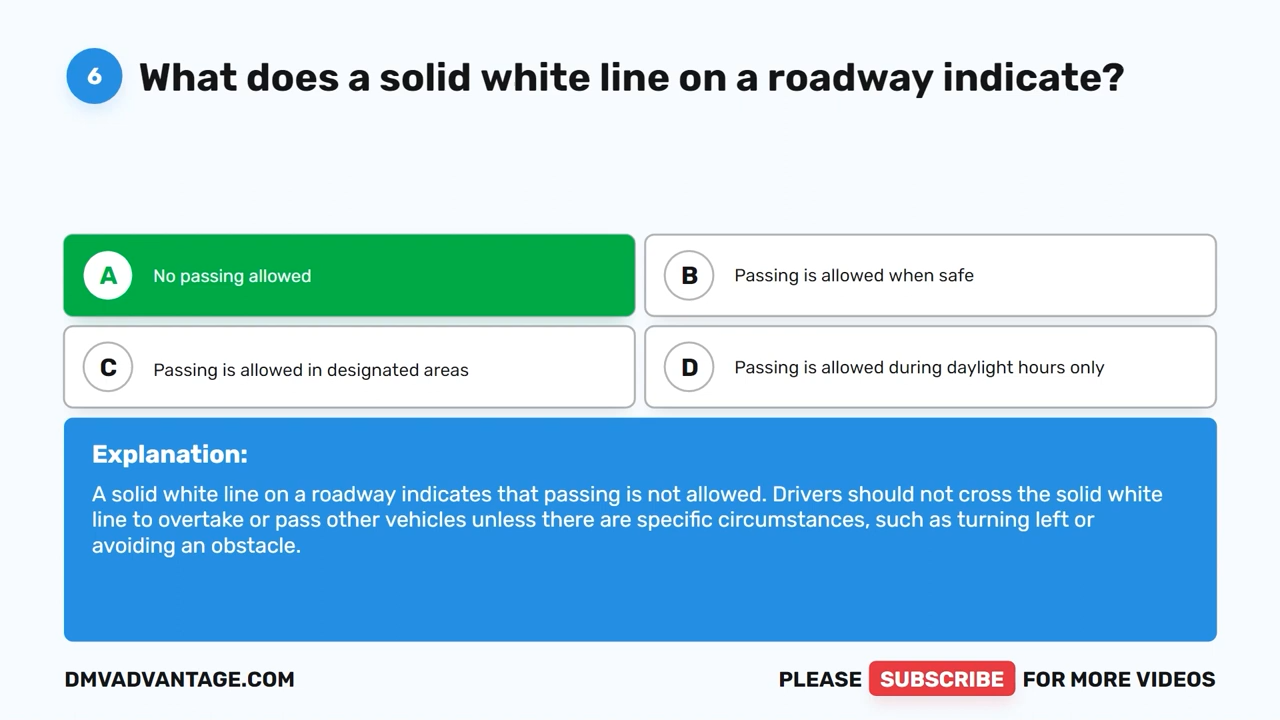 6 What does a solid white line on a roadway indicate?
A No passing allowed
B Passing is allowed when safe
C Passing is allowed in designated areas
D Passing is allowed during daylight hours only
Explanation:
A solid white line on a roadway indicates that passing is not allowed. Drivers should not cross the solid white
line to overtake or pass other vehicles unless there are specific circumstances, such as turning left or
avoiding an obstacle.
DMVADVANTAGE.COM
PLEASE SUBSCRIBE FOR MORE VIDEOS